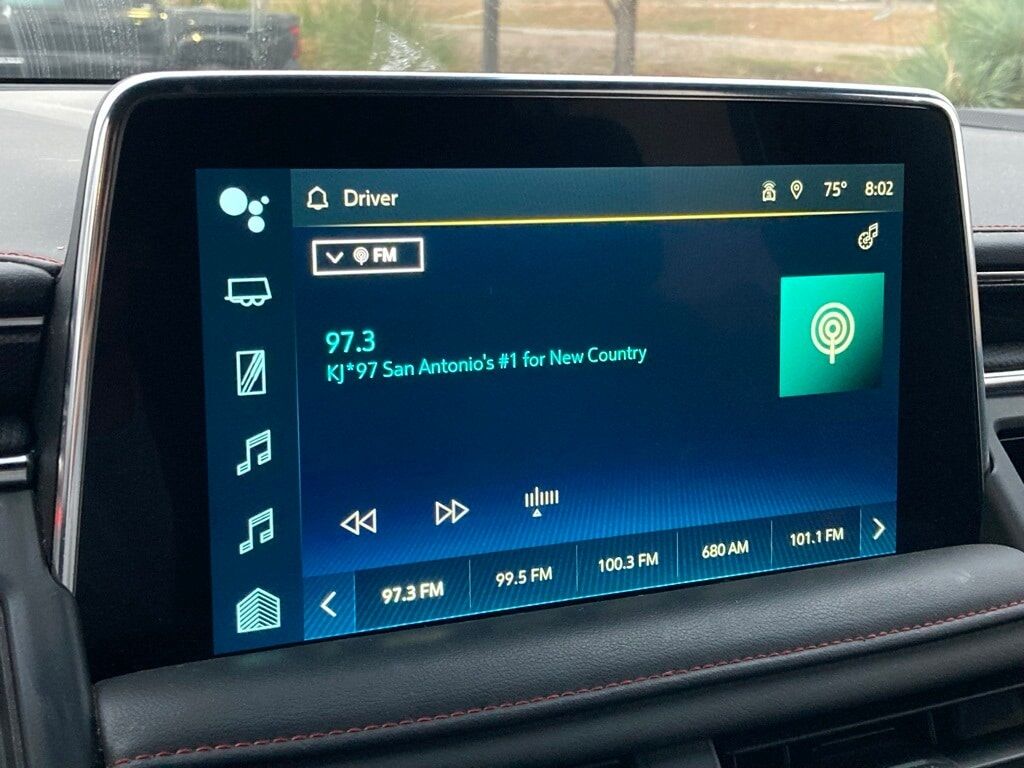 Driver
75° 8:02
FM
97.3
KJ*97 San Antonio's #1 for New Country
97.3 FM
99.5 FM
100.3 FM
680 AM
101.1 FM